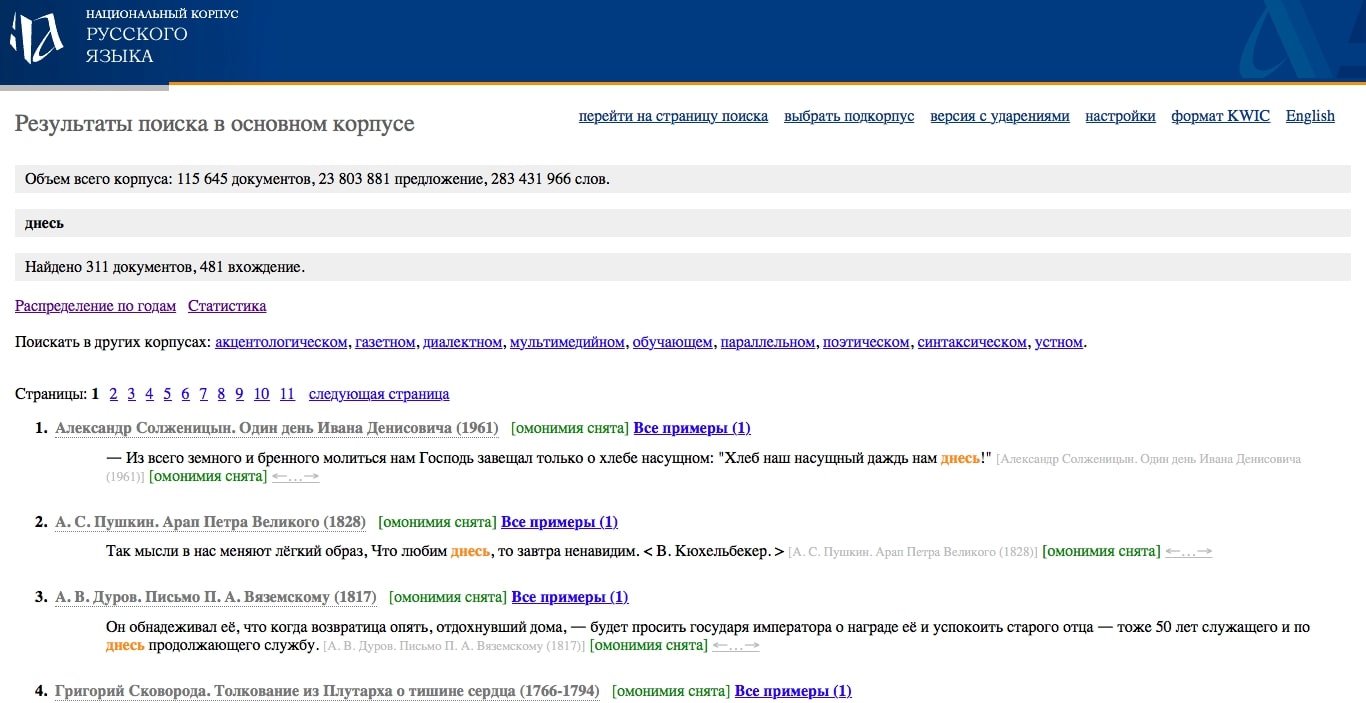 НАЦИОНАЛЬНЫЙ КОРПУС
РУССКОГО
ЯЗЫКА
Результаты поиска в основном корпусе
перейти на страницу поиска выбрать подкорпус версия с ударениями настройки формат KWIC English
Объем всего корпуса: 115 645 документов, 23 803 881 предложение, 283 431 966 слов.
днесь
Найдено 311 документов, 481 вхождение.
Распределение по годам Статистика
Поискать в других корпусах: акцентологическом, газетном, диалектном, мультимедийном, обучающем, параллельном, поэтическом, синтаксическом, устном.
Страницы: 1 2 3 4 5 6 7 8 9 10 11 следующая страница
1. Александр Солженицын. Один день Ивана Денисовича (1961) [омонимия снята] Все примеры (1)
— Из всего земного и бренного молиться нам Господь завещал только о хлебе насущном: "Хлеб наш насущный даждь нам днесь!" [Александр Солженицын. Один день Ивана Денисовича
(1961)] [омонимия снята] ←…→
2. А. С. Пушкин. Арап Петра Великого (1828) [омонимия снята] Все примеры (1)
Так мысли в нас меняют лёгкий образ, Что любим днесь, то завтра ненавидим. < В. Кюхельбекер. > [А. С. Пушкин. Арап Петра Великого (1828)] [омонимия снята] ←…→
3. А. В. Дуров. Письмо П. А. Вяземскому (1817) [омонимия снята] Все примеры (1)
Он обнадеживал её, что когда возвратица опять, отдохнувший дома, — будет просить государя императора о награде её и успокоить старого отца — тоже 50 лет служащего и по
днесь продолжающего службу. [А. В. Дуров. Письмо П. А. Вяземскому (1817)] [омонимия снята] ←…→
4. Григорий Сковорода. Толкование из Плутарха о тишине сердца (1766-1794) [омонимия снята] Все примеры (1)